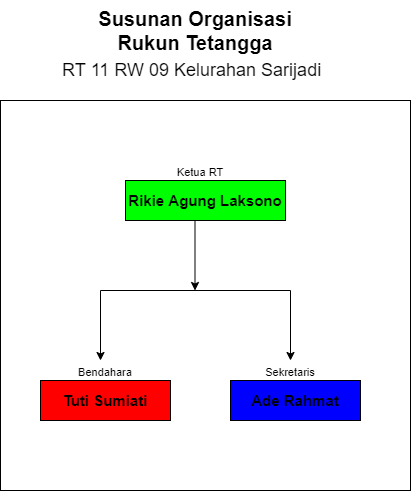 Susunan Organisasi
Rukun Tetangga
RT 11 RW 09 Kelurahan Sarijadi
Ketua RT
Rikie Agung Laksono
Bendahara
Tuti Sumiati
Sekretaris
Ade Rahmat